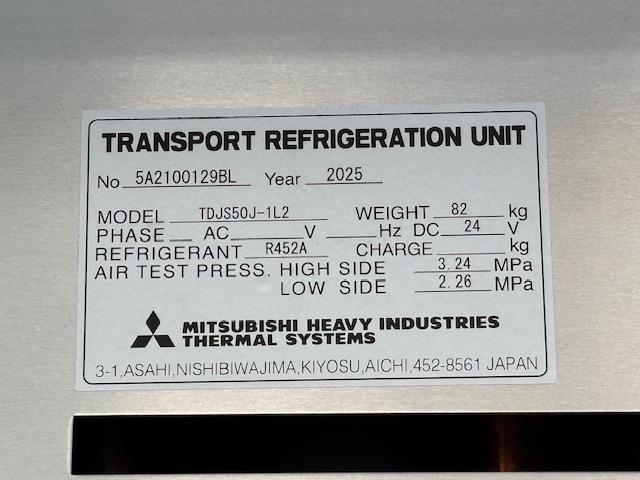 TRANSPORT REFRIGERATION UNIT
No 5A2100129BL Year 2025
MODEL TDJS50J-1L2 WEIGHT 82 kg
PHASE AC V Hz DC 24 V
REFRIGERANT R452A CHARGE kg
AIR TEST PRESS. HIGH SIDE 3.24 MPa
LOW SIDE 2.26 MPa
MITSUBISHI HEAVY INDUSTRIES
THERMAL SYSTEMS
3-1,ASAHI,NISHIBIWAJIMA,KIYOSU,AICHI,452-8561 JAPAN